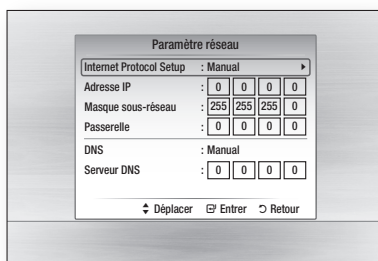 Paramètre réseau
Internet Protocol Setup : Manual
Adresse IP : 0 0 0 0
Masque sous-réseau : 255 255 255 0
Passerelle : 0 0 0 0
DNS : Manual
Serveur DNS : 0 0 0 0
Déplacer Entrer Retour